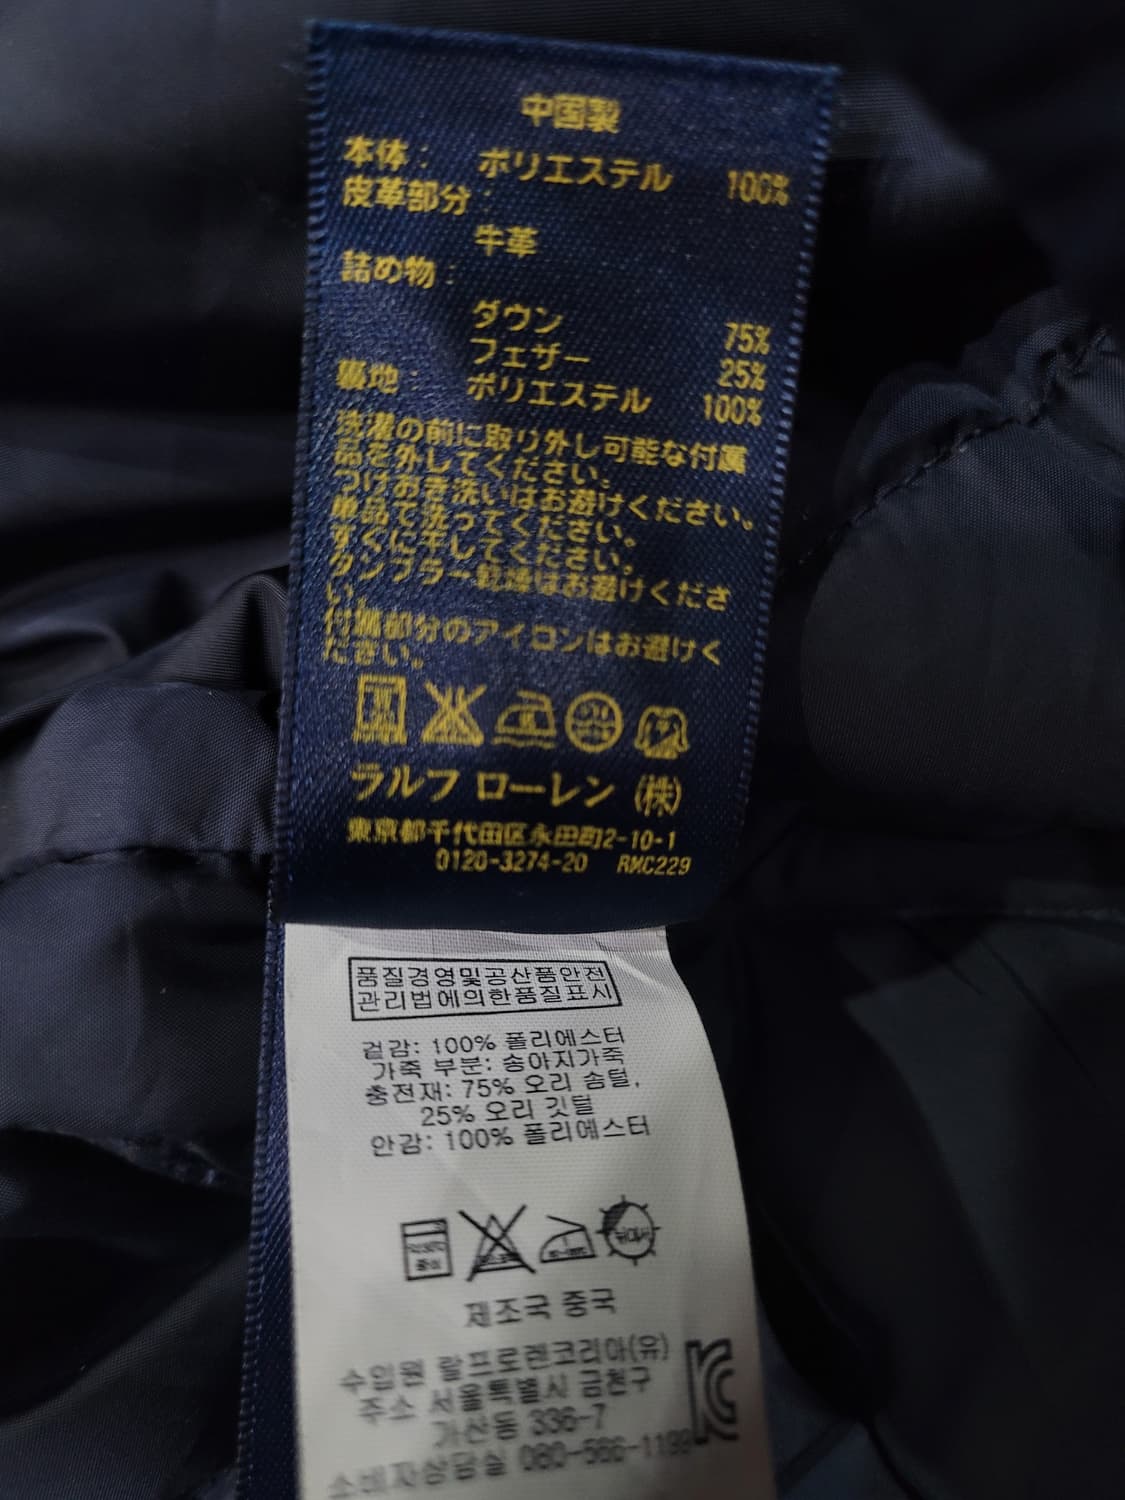 中国製
本体: ポリエステル 100%
皮革部分:
牛革
詰め物:
ダウン 75%
フェザー 25%
裏地: ポリエステル 100%
洗濯の前に取り外し可能な付属
品を外してください。
つけおき洗いはお避けください。
単品で洗ってください。
すぐに干してください。
タンブラー乾燥はお避けくださ
い。
付属部分のアイロンはお避けく
ださい。
ラルフ ローレン (株)
東京都千代田区永田町2-10-1
0120-3274-20 RMC229
품질경영및공산품안전
관리법에의한품질표시
겉감: 100% 폴리에스터
가죽 부분: 송아지가죽
충전재: 75% 오리 솜털,
25% 오리 깃털
안감: 100% 폴리에스터
제조국 중국
수입원 랄프로렌코리아(유)
주소 서울특별시 금천구
가산동 336-7
소비자상담실